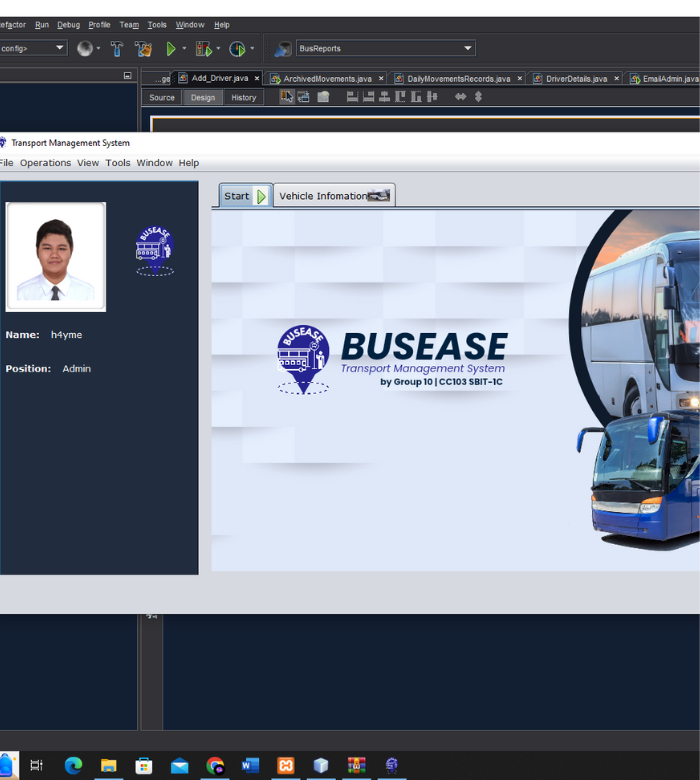 efactor Run Debug Profile Team Tools Window Help
config>
BusReports
...ge
Add_Driver.java × ArchivedMovements.java × DailyMovementsRecords.java × DriverDetails.java × EmailAdmin.java
Source Design History
Transport Management System
File Operations View Tools Window Help
Start Vehicle Infomation
BUSEASE
Name: h4yme
Position: Admin
BUSEASE
BUSEASE
Transport Management System
by Group 10 | CC103 SBIT-1C